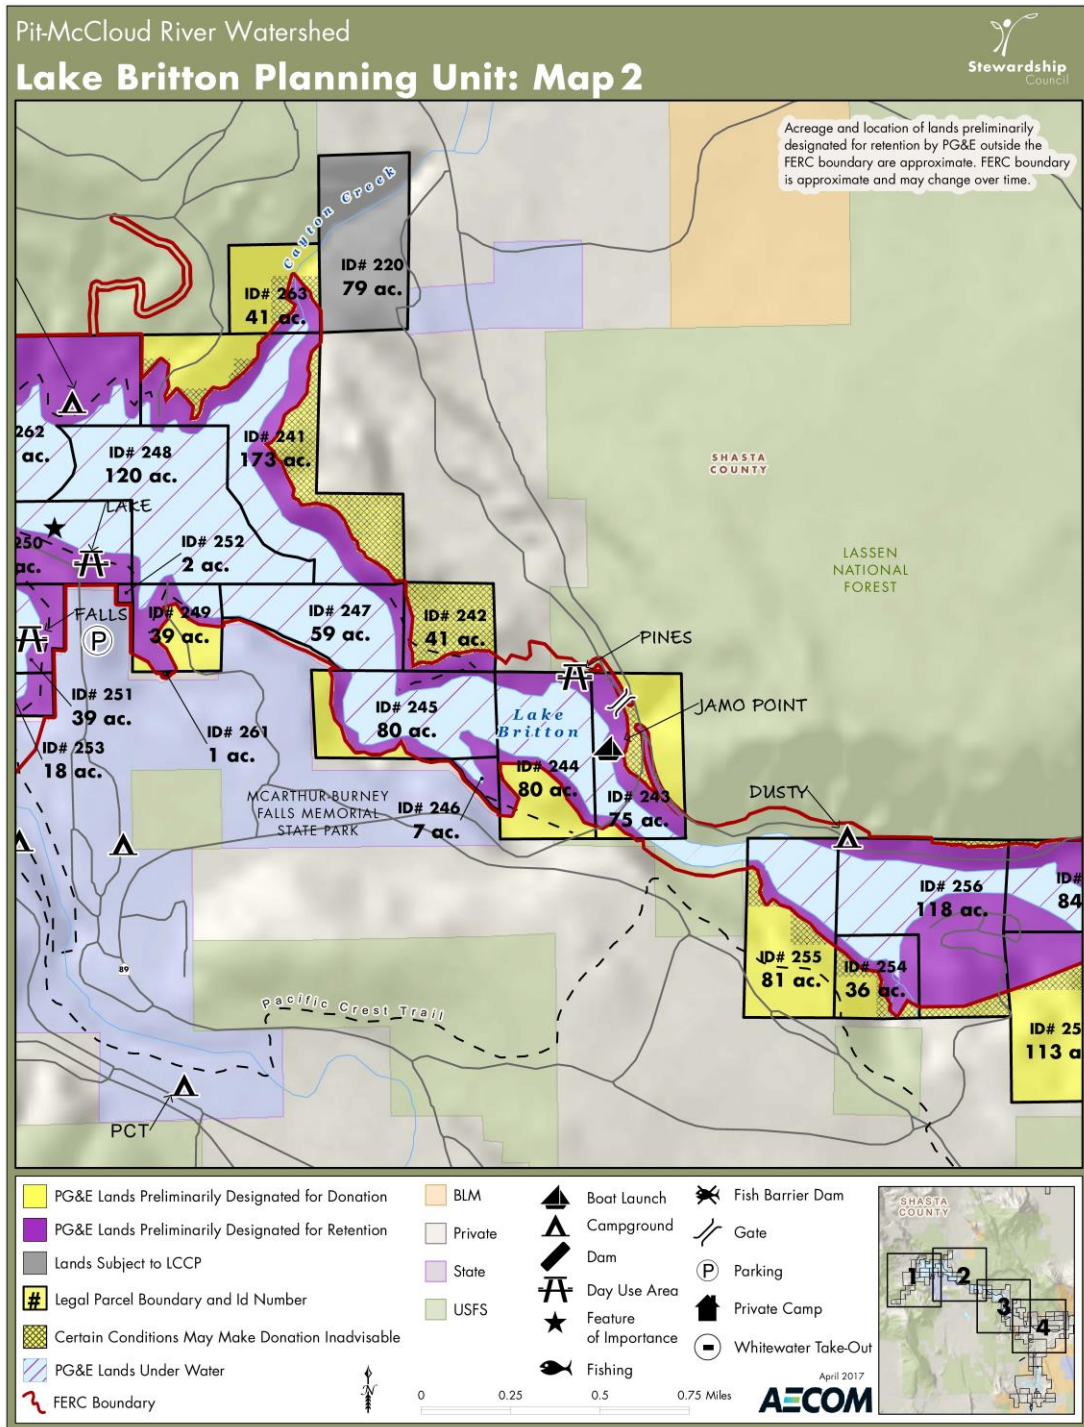 Pit-McCloud River Watershed
Lake Britton Planning Unit: Map 2
Stewardship
Council
Acreage and location of lands preliminarily
designated for retention by PG&E outside the
FERC boundary are approximate. FERC boundary
is approximate and may change over time.
Cayton Creek
ID# 220
79 ac.
ID# 263
41 ac.
262
ac.
ID# 248
120 ac.
ID# 241
173 ac.
SHASTA
COUNTY
LAKE
250
ac.
ID# 252
2 ac.
LASSEN
NATIONAL
FOREST
FALLS
P
ID# 249
39 ac.
ID# 247
59 ac.
ID# 242
41 ac.
PINES
ID# 251
39 ac.
ID# 261
1 ac.
ID# 245
80 ac.
Lake
Britton
JAMO POINT
ID# 253
18 ac.
ID# 244
80 ac.
ID# 243
75 ac.
MCARTHUR-BURNEY
FALLS MEMORIAL
STATE PARK
ID# 246
7 ac.
DUSTY
ID# 256
118 ac.
ID#
84
ID# 255
81 ac.
ID# 254
36 ac.
89
Pacific Crest Trail
ID# 25
113 a
PCT
PG&E Lands Preliminarily Designated for Donation
PG&E Lands Preliminarily Designated for Retention
Lands Subject to LCCP
# Legal Parcel Boundary and Id Number
Certain Conditions May Make Donation Inadvisable
PG&E Lands Under Water
FERC Boundary
BLM
Private
State
USFS
Boat Launch
Campground
Dam
Day Use Area
Feature
of Importance
Fishing
Fish Barrier Dam
Gate
P Parking
Private Camp
Whitewater Take-Out
N
0 0.25 0.5 0.75 Miles
April 2017
AECOM
SHASTA
COUNTY
1
2
3
4